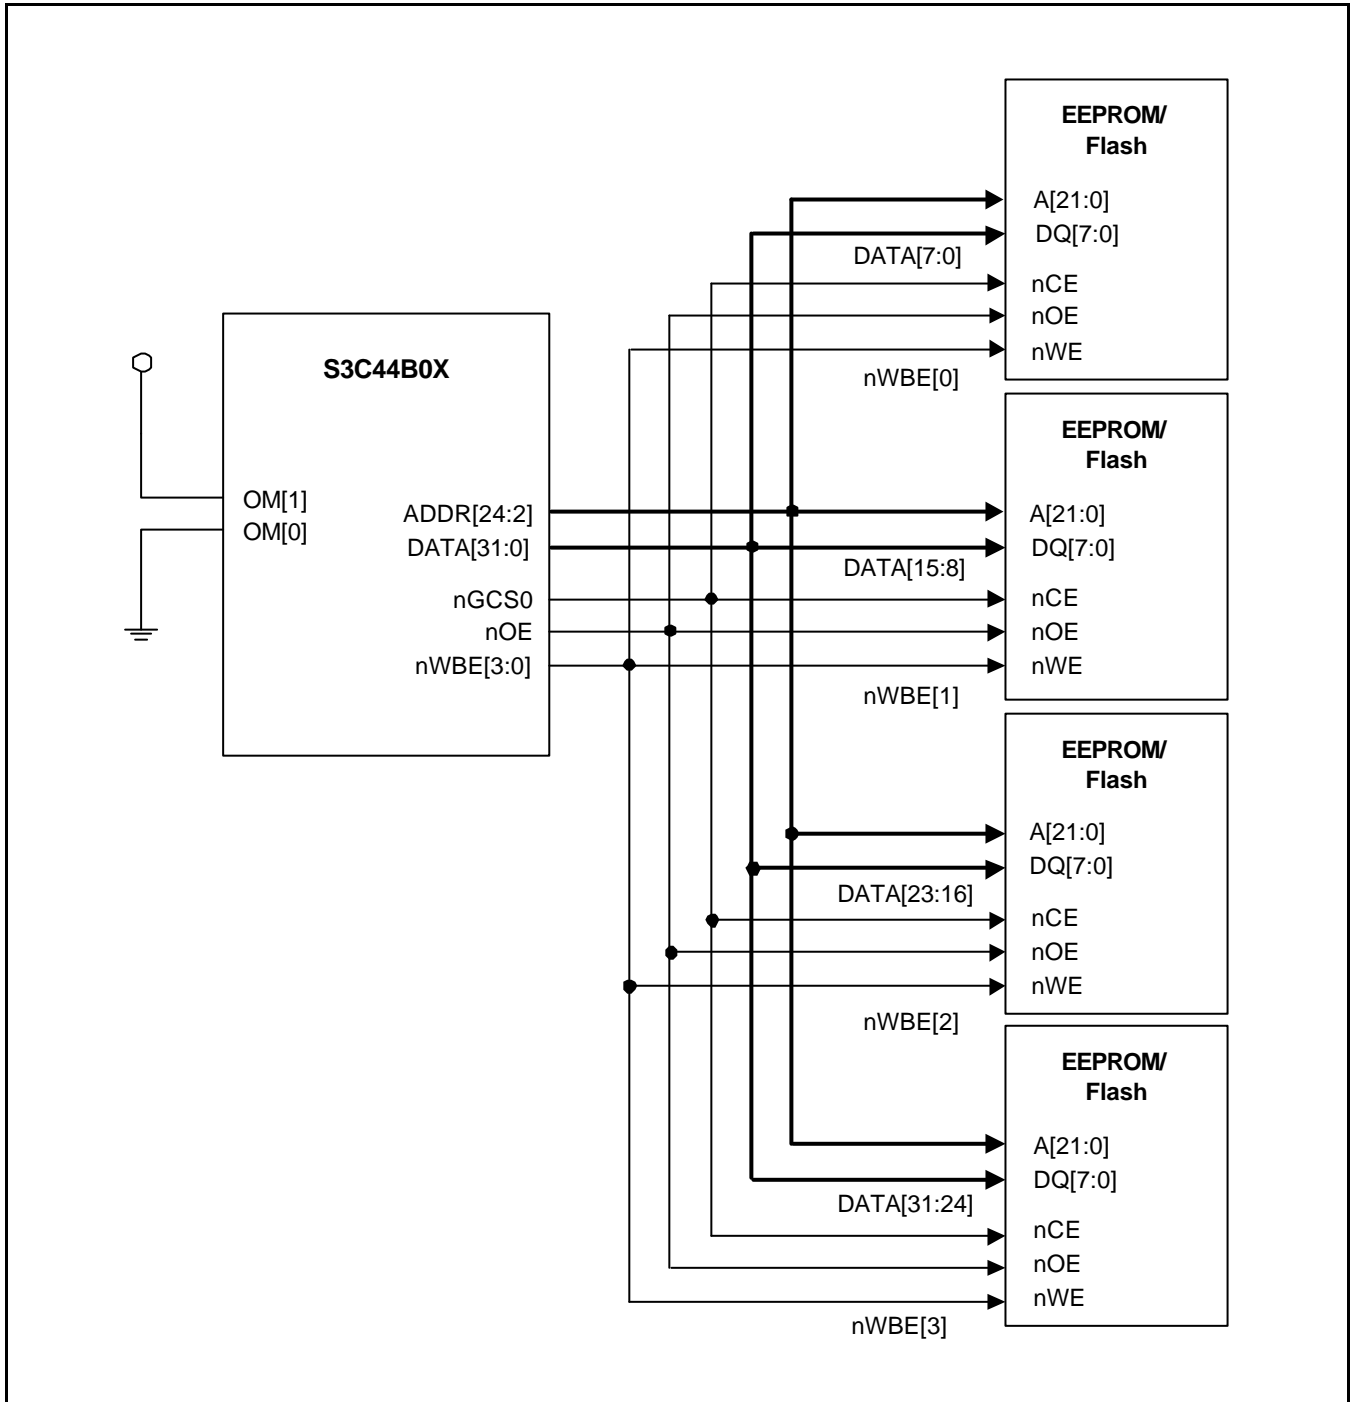 EEPROM/
Flash
A[21:0]
DQ[7:0]
DATA[7:0]
nCE
nOE
nWE
nWBE[0]
S3C44B0X
OM[1]
OM[0]
ADDR[24:2]
DATA[31:0]
nGCS0
nOE
nWBE[3:0]
EEPROM/
Flash
A[21:0]
DQ[7:0]
DATA[15:8]
nCE
nOE
nWE
nWBE[1]
EEPROM/
Flash
A[21:0]
DQ[7:0]
DATA[23:16]
nCE
nOE
nWE
nWBE[2]
EEPROM/
Flash
A[21:0]
DQ[7:0]
DATA[31:24]
nCE
nOE
nWE
nWBE[3]